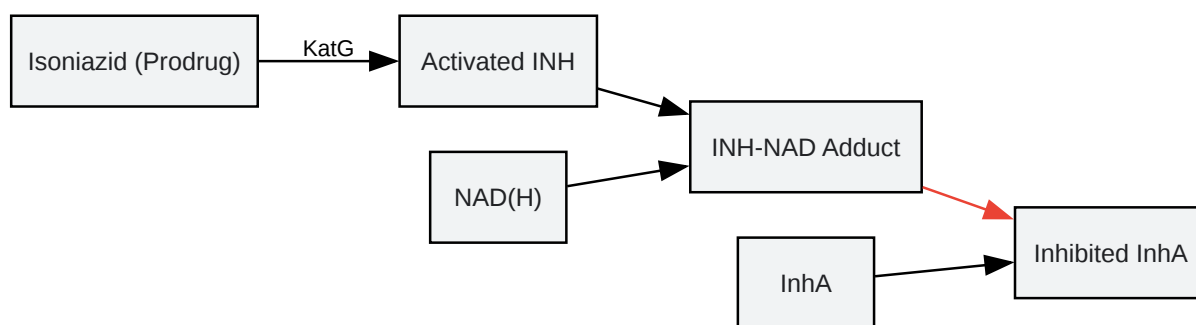 Isoniazid (Prodrug)
KatG
Activated INH
NAD(H)
INH-NAD Adduct
InhA
Inhibited InhA